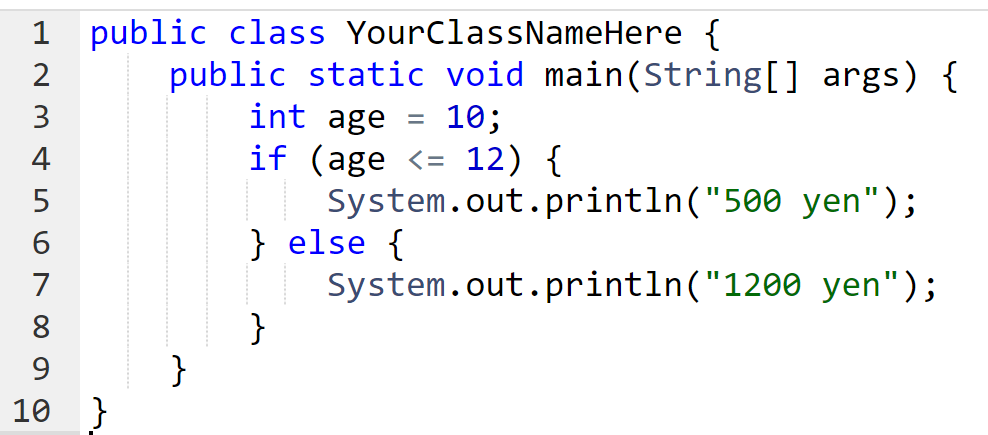 1 public class YourClassNameHere {
2     public static void main(String[] args) {
3         int age = 10;
4         if (age <= 12) {
5             System.out.println("500 yen");
6         } else {
7             System.out.println("1200 yen");
8         }
9     }
10 }